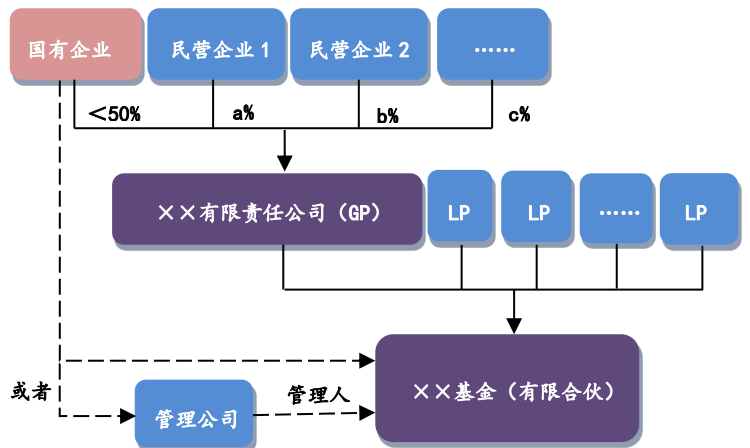 国有企业
民营企业 1
民营企业 2
……
＜50%
a%
b%
c%
××有限责任公司（GP）
LP
LP
……
LP
或者
管理公司
管理人
××基金（有限合伙）